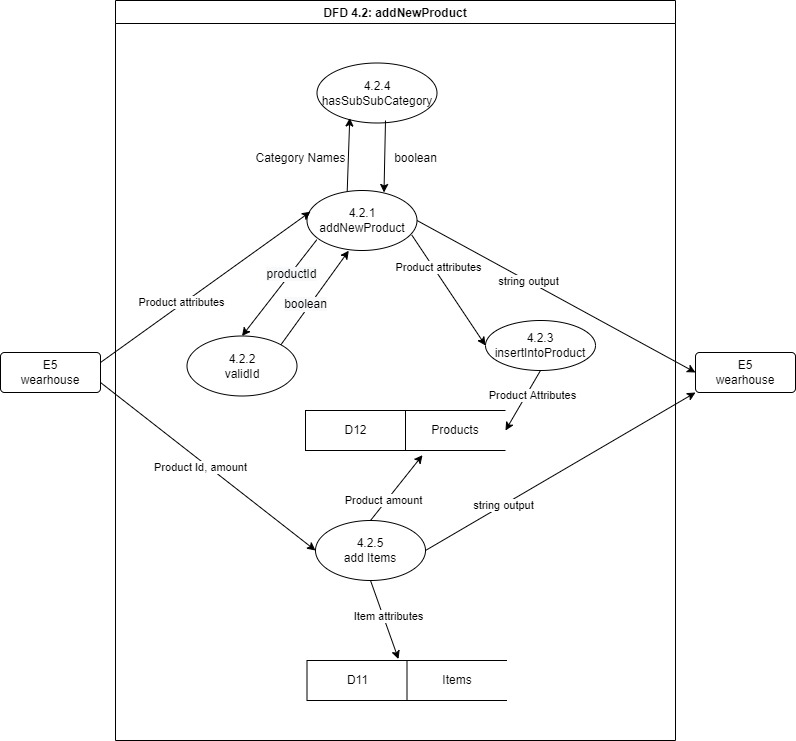 DFD 4.2: addNewProduct
4.2.4
hasSubSubCategory
Category Names
boolean
4.2.1
addNewProduct
productId
Product attributes
string output
boolean
Product attributes
4.2.3
insertIntoProduct
4.2.2
validId
E5
wearhouse
E5
wearhouse
Product Attributes
D12
Products
Product Id, amount
Product amount
string output
4.2.5
add Items
Item attributes
D11
Items